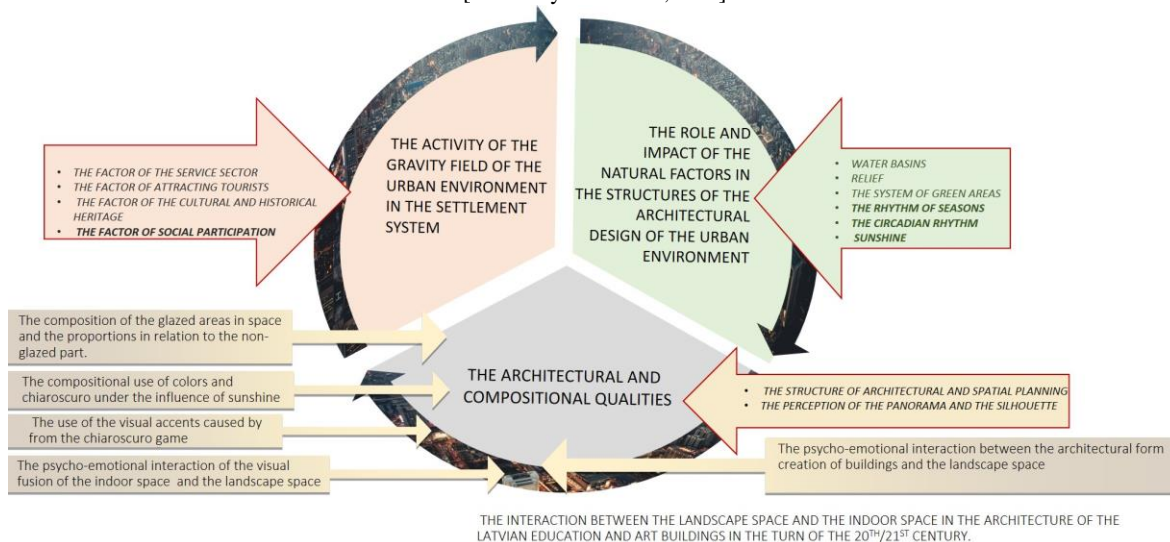 THE ACTIVITY OF THE
GRAVITY FIELD OF THE
URBAN ENVIRONMENT
IN THE SETTLEMENT
SYSTEM
THE ROLE AND
IMPACT OF THE
NATURAL FACTORS IN
THE STRUCTURES OF THE
ARCHITECTURAL
DESIGN OF THE URBAN
ENVIRONMENT
• THE FACTOR OF THE SERVICE SECTOR
• THE FACTOR OF ATTRACTING TOURISTS
• THE FACTOR OF THE CULTURAL AND HISTORICAL
HERITAGE
• THE FACTOR OF SOCIAL PARTICIPATION
• WATER BASINS
• RELIEF
• THE SYSTEM OF GREEN AREAS
• THE RHYTHM OF SEASONS
• THE CIRCADIAN RHYTHM
• SUNSHINE
The composition of the glazed areas in space
and the proportions in relation to the non-
glazed part.
The compositional use of colors and
chiaroscuro under the influence of sunshine
The use of the visual accents caused by
from the chiaroscuro game
The psycho-emotional interaction of the visual
fusion of the indoor space and the landscape space
THE ARCHITECTURAL AND
COMPOSITIONAL QUALITIES
• THE STRUCTURE OF ARCHITECTURAL AND SPATIAL PLANNING
• THE PERCEPTION OF THE PANORAMA AND THE SILHOUETTE
The psycho-emotional interaction between the architectural form
creation of buildings and the landscape space
THE INTERACTION BETWEEN THE LANDSCAPE SPACE AND THE INDOOR SPACE IN THE ARCHITECTURE OF THE
LATVIAN EDUCATION AND ART BUILDINGS IN THE TURN OF THE 20TH/21ST CENTURY.